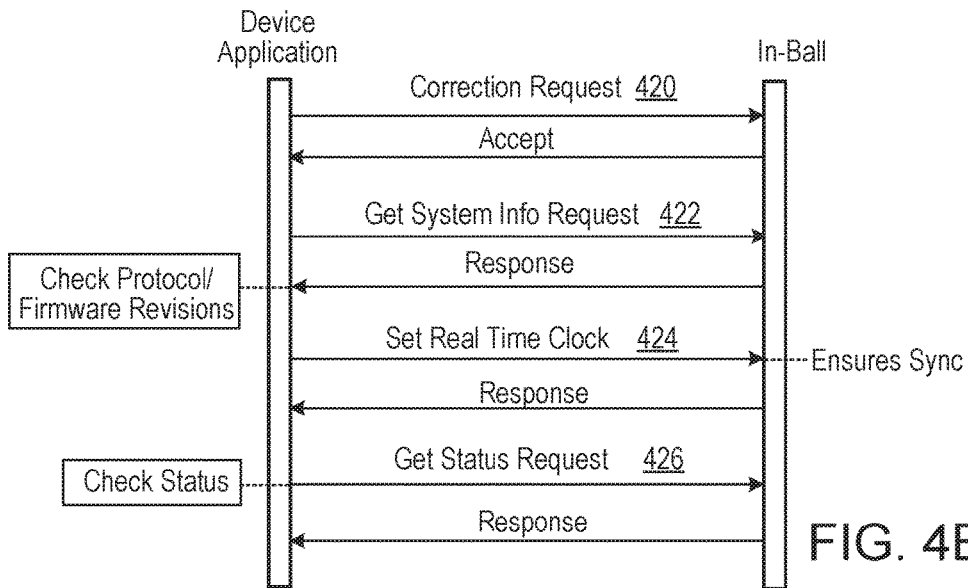 Device
Application
In-Ball
Correction Request 420
Accept
Get System Info Request 422
Response
Check Protocol/
Firmware Revisions
Set Real Time Clock 424
Ensures Sync
Response
Get Status Request 426
Check Status
Response
FIG. 4B